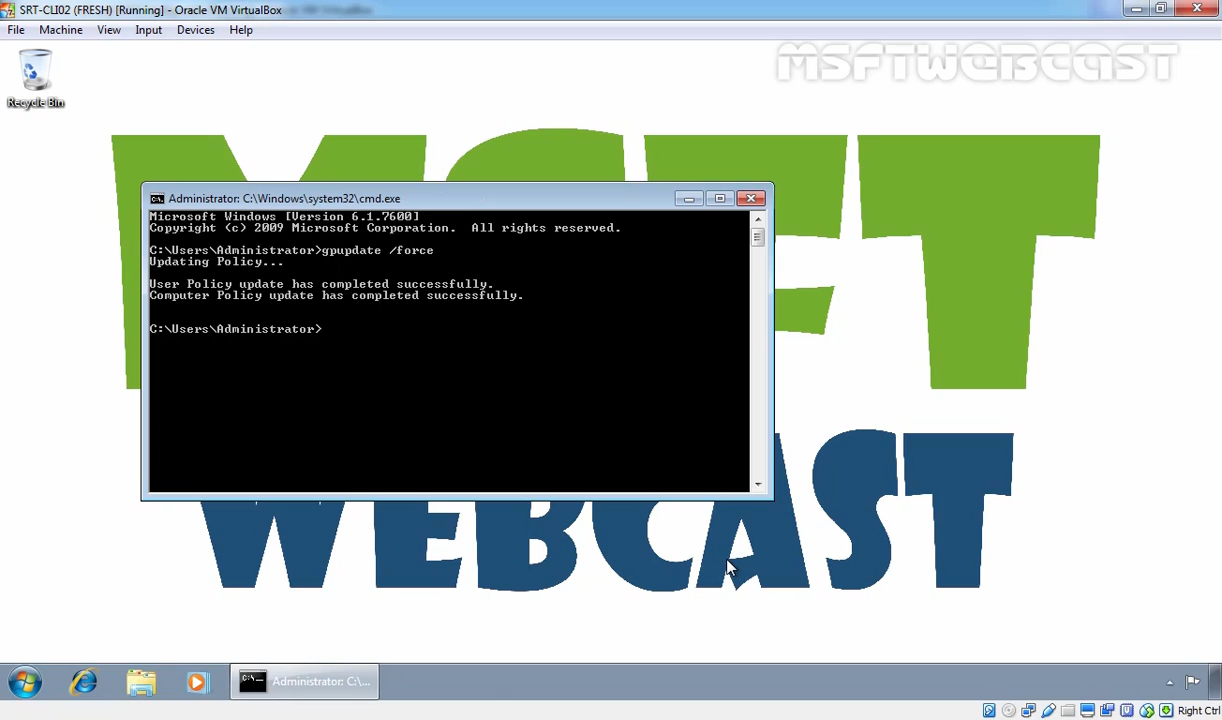 SRT-CLI02 (FRESH) [Running] - Oracle VM VirtualBox
File Machine View Input Devices Help
MSFTWEBCAST
Recycle Bin
Administrator: C:\Windows\system32\cmd.exe
Microsoft Windows [Version 6.1.7600]
Copyright (c) 2009 Microsoft Corporation.  All rights reserved.
C:\Users\Administrator>gpupdate /force
Updating Policy...
User Policy update has completed successfully.
Computer Policy update has completed successfully.
C:\Users\Administrator>
WEBCAST
C:\
Administrator: C:\...
Right Ctrl